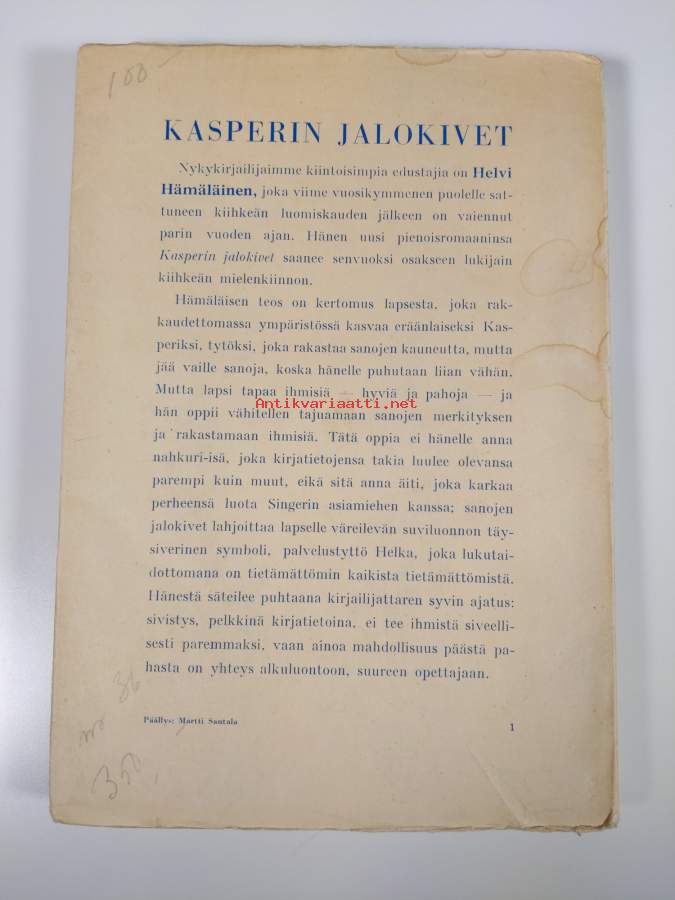 100
KASPERIN JALOKIVET
Nykykirjailijaimme kiintoisimpia edustajia on Helvi
Hämäläinen, joka viime vuosikymmenen puolelle sat-
tuneen kiihkeän luomiskauden jälkeen on vaiennut
parin vuoden ajan. Hänen uusi pienoisromaaninsa
Kasperin jalokivet saanee senvuoksi osakseen lukijain
kiihkeän mielenkiinnon.
Hämäläisen teos on kertomus lapsesta, joka rak-
kaudettomassa ympäristössä kasvaa eräänlaiseksi Kas-
periksi, tytöksi, joka rakastaa sanojen kauneutta, mutta
jää vaille sanoja, koska hänelle puhutaan liian vähän.
Mutta lapsi tapaa ihmisiä — hyviä ja pahoja — ja
Antikvariaatti.net
hän oppii vähitellen tajuamaan sanojen merkityksen
ja rakastamaan ihmisiä. Tätä oppia ei hänelle anna
nahkuri-isä, joka kirjatietojensa takia luulee olevansa
parempi kuin muut, eikä sitä anna äiti, joka karkaa
perheensä luota Singerin asiamiehen kanssa; sanojen
jalokivet lahjoittaa lapselle väreilevän suviluonnon täy-
siverinen symboli, palvelustyttö Helka, joka lukutai-
dottomana on tietämättömin kaikista tietämättömistä.
Hänestä säteilee puhtaana kirjailijattaren syvin ajatus:
sivistys, pelkkinä kirjatietoina, ei tee ihmistä siveelli-
sesti paremmaksi, vaan ainoa mahdollisuus päästä pa-
hasta on yhteys alkuluontoon, suureen opettajaan.
36
Päällys: Martti Santala
1
350,